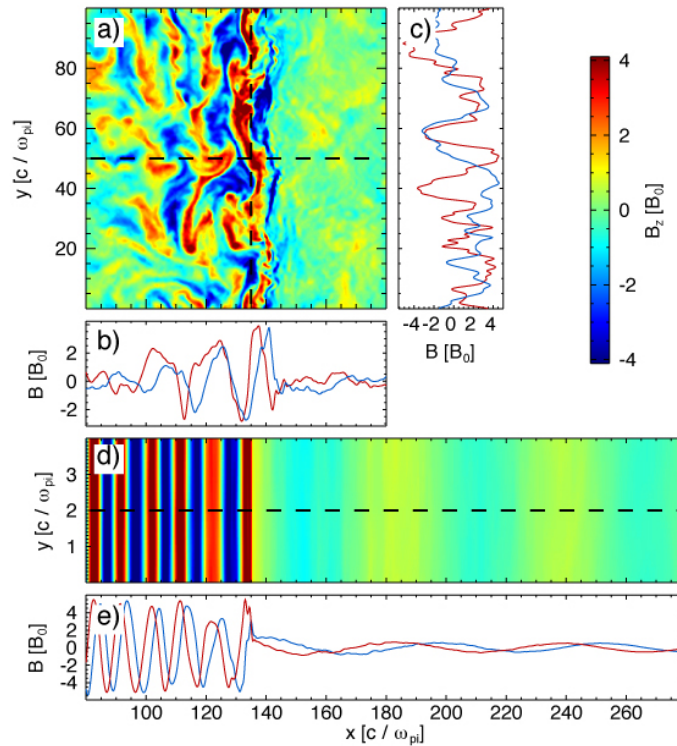 a)
c)
80
60
40
20
y [c / ω_pi]
4
2
0
-2
-4
B_z [B_0]
-4 -2 0 2 4
B [B_0]
b)
2
0
-2
B [B_0]
d)
3
2
1
0
y [c / ω_pi]
e)
4
2
0
-2
-4
B [B_0]
100 120 140 160 180 200 220 240 260
x [c / ω_pi]